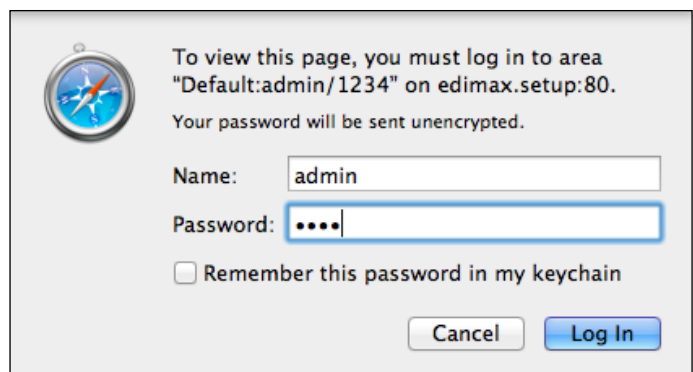 To view this page, you must log in to area
“Default:admin/1234” on edimax.setup:80.
Your password will be sent unencrypted.
Name: admin
Password: ••••
Remember this password in my keychain
Cancel Log In